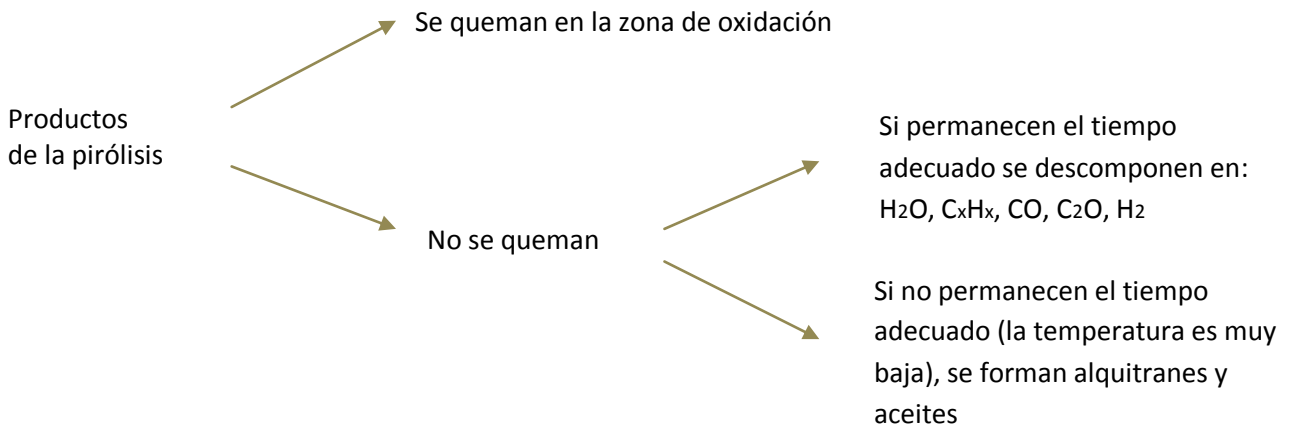 Se queman en la zona de oxidación
Productos
de la pirólisis
Si permanecen el tiempo
adecuado se descomponen en:
H2O, CxHx, CO, C2O, H2
No se queman
Si no permanecen el tiempo
adecuado (la temperatura es muy
baja), se forman alquitranes y
aceites